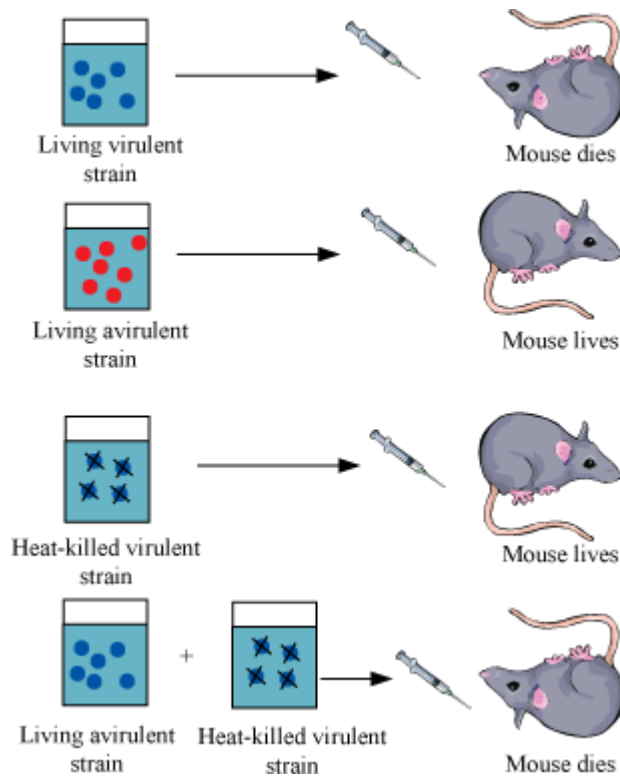 Living virulent
strain
Mouse dies
Living avirulent
strain
Mouse lives
Heat-killed virulent
strain
Mouse lives
+
Living avirulent
strain
Heat-killed virulent
strain
Mouse dies